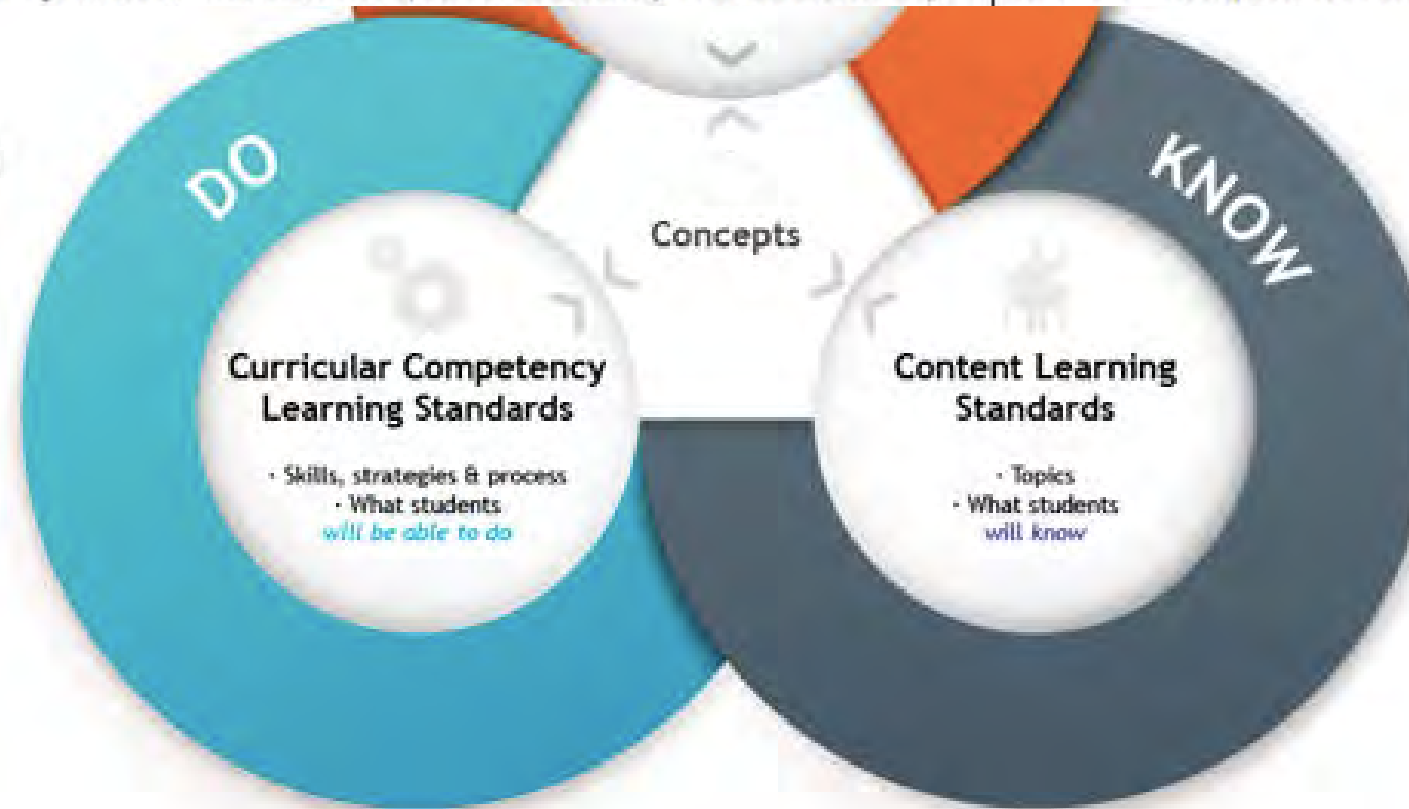 DO
KNOW
Concepts
Curricular Competency
Learning Standards
· Skills, strategies & process
· What students
will be able to do
Content Learning
Standards
· Topics
· What students
will know